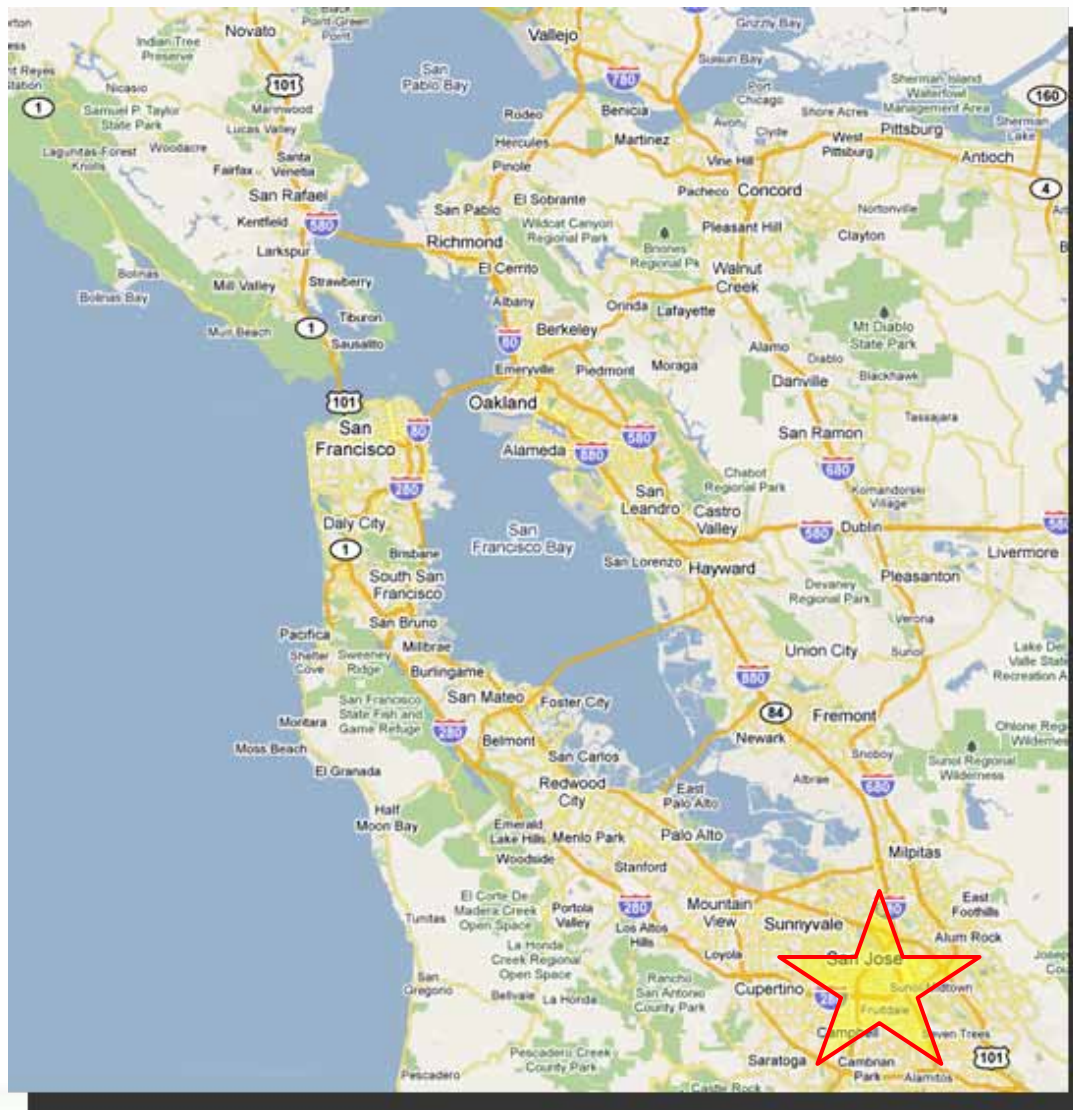 Novato
Point-Green
Point
Vallejo
Grizzly Bay
Indian Tree
Preserve
Suisun Bay
San
Pablo Bay
780
101
Nicasio
1
Samuel P. Taylor
State Park
Marinwood
Lucas Valley
Rodeo
Benicia
Port
Chicago
Shore Acres
Sherman Island
Waterfowl
Management Area
160
Sherman
Lake
Avon
Clyde
West
Pittsburg
Pittsburg
Antioch
Hercules
Martinez
Vine Hill
Lagunitas-Forest
Knolls
Woodacre
Fairfax
Santa
Venetia
Pinole
San Rafael
El Sobrante
Pacheco
Concord
4
Kentfield
580
San Pablo
Wildcat Canyon
Regional Park
Briones
Regional Pk
Pleasant Hill
Nortonville
Clayton
Richmond
Larkspur
El Cerrito
Walnut
Creek
Bolinas
Bolinas Bay
Mill Valley
Strawberry
Albany
Orinda
Lafayette
Tiburon
Muir Beach
1
Sausalito
Berkeley
80
Mt Diablo
State Park
Alamo
Diablo
Emeryville
Piedmont
Moraga
Danville
Blackhawk
101
Oakland
Tassajara
San
Francisco
80
Alameda
880
580
San Ramon
680
280
Chabot
Regional Park
Komandorski
Village
San
Leandro
Castro
Valley
Daly City
San
Francisco Bay
580
Dublin
580
1
Brisbane
San Lorenzo
Hayward
Livermore
South San
Francisco
Devaney
Regional Park
Pleasanton
San Bruno
Verona
Pacifica
Millbrae
Shelter
Cove
Sweeney
Ridge
Burlingame
Union City
Sunol
Lake Del
Valle State
Recreation A
880
San Francisco
State Fish and
Game Refuge
San Mateo
Foster City
84
Fremont
Montara
280
Newark
Ohlone Regi
Wildernes
Moss Beach
Belmont
San Carlos
Snoboy
Sunol Regional
Wilderness
El Granada
Redwood
City
East
Palo Alto
Albrae
680
Half
Moon Bay
Emerald
Lake Hills
Menlo Park
Palo Alto
Woodside
Stanford
Milpitas
El Corte De
Madera Creek
Open Space
Portola
Valley
280
Los Altos
Hills
Mountain
View
Sunnyvale
East
Foothills
Tunitas
Alum Rock
La Honda
Creek Regional
Open Space
Loyola
San Jose
San
Gregorio
Bellvale
La Honda
Rancho
San Antonio
County Park
Cupertino
Fruitdale
Campbell
Seven Trees
Pescadero Creek
County Park
Saratoga
Cambrian
Park
Alamitos
101
Pescadero
Castle Rock